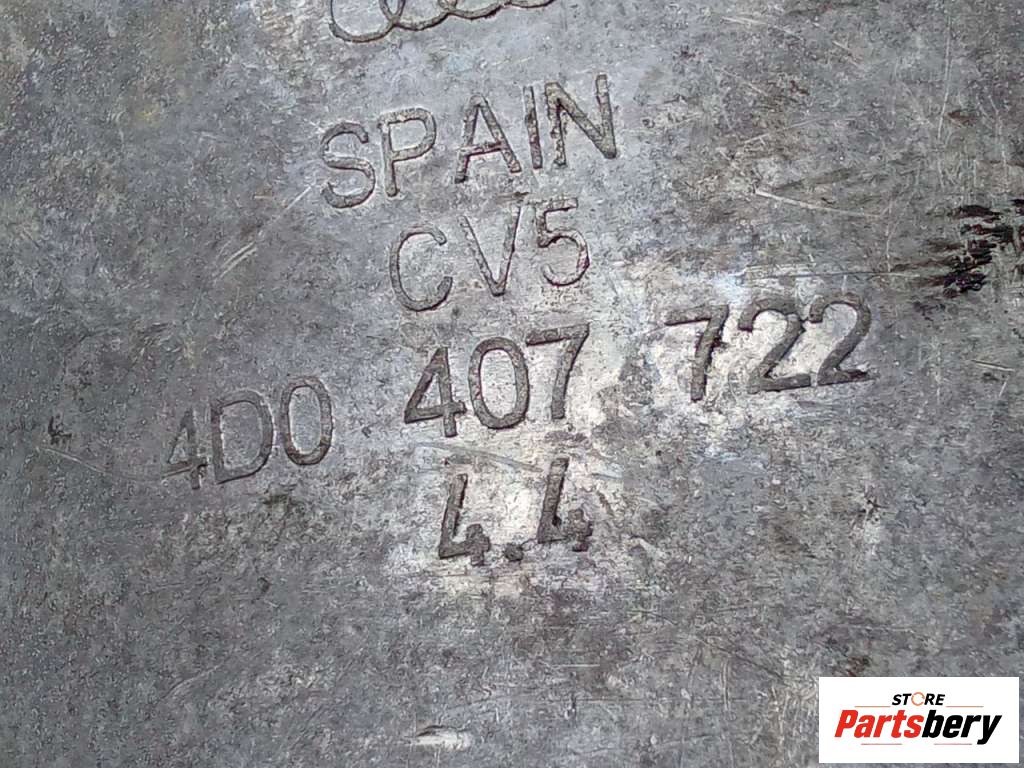 SPAIN
CV5
4D0 407 722
4.4
STORE
Partsbery